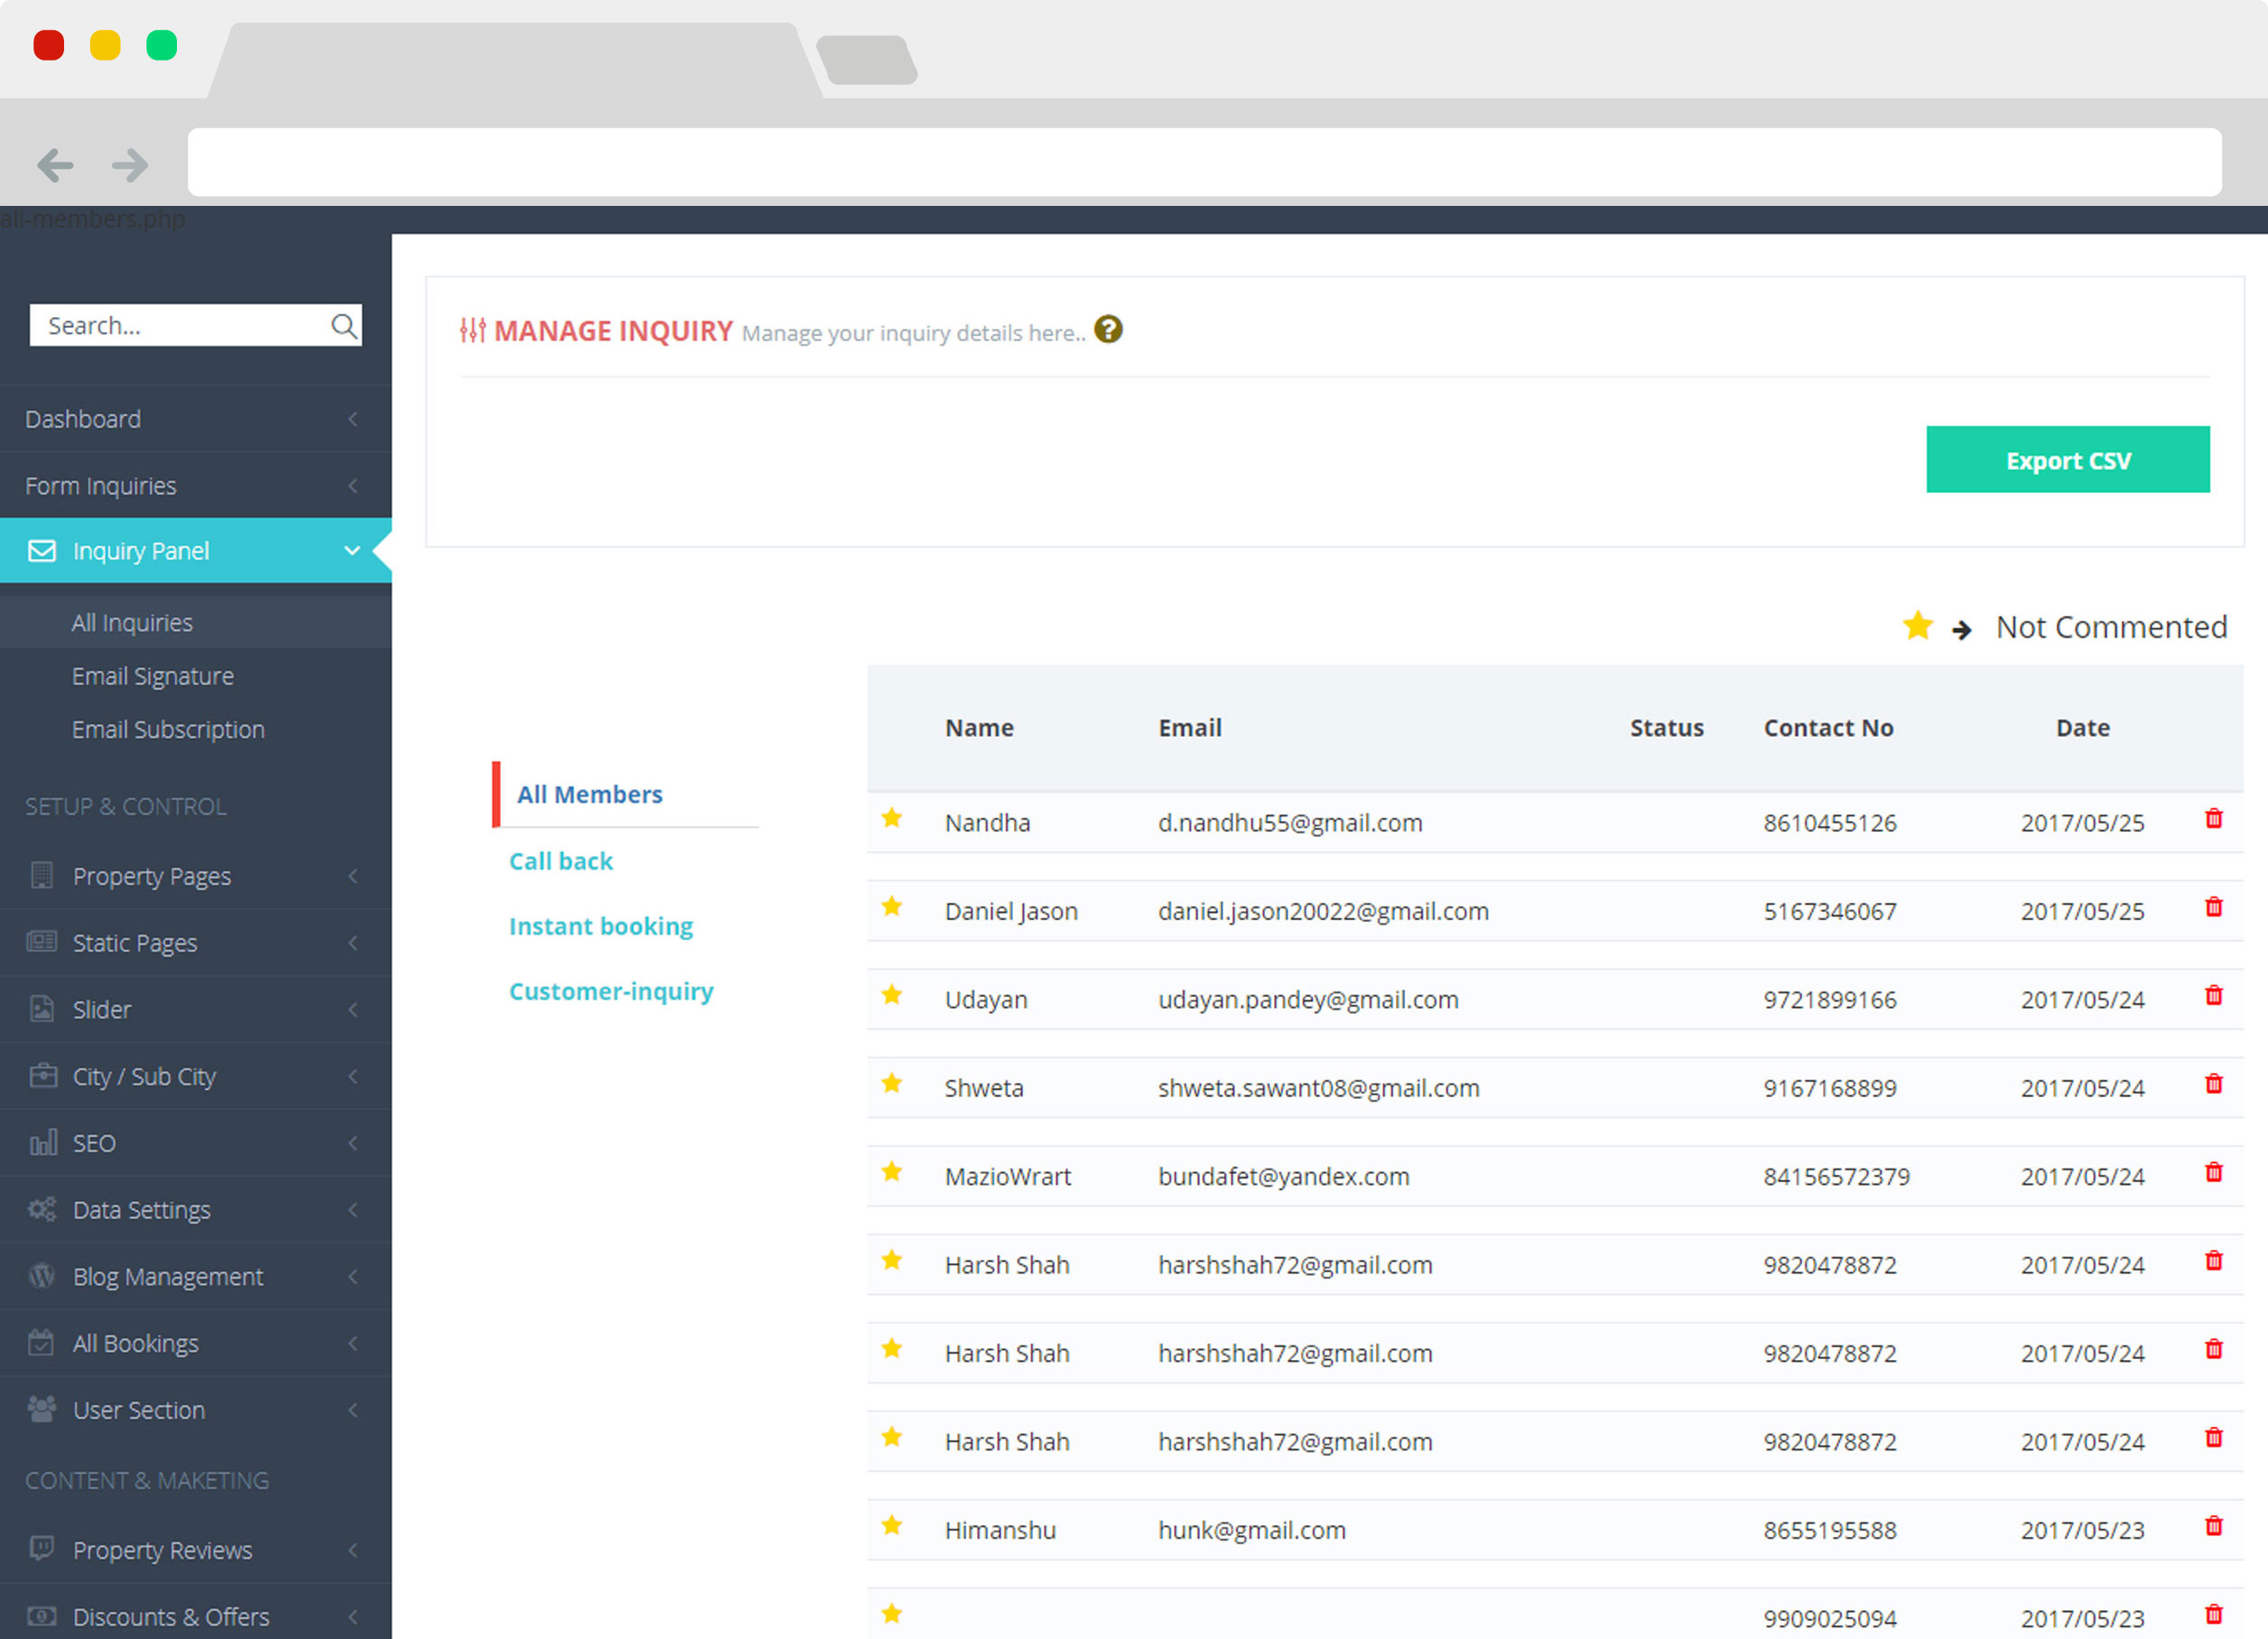 all-members.php
Search...
Dashboard
Form Inquiries
Inquiry Panel
All Inquiries
Email Signature
Email Subscription
SETUP & CONTROL
Property Pages
Static Pages
Slider
City / Sub City
SEO
Data Settings
Blog Management
All Bookings
User Section
CONTENT & MAKETING
Property Reviews
Discounts & Offers
MANAGE INQUIRY Manage your inquiry details here..
Export CSV
Not Commented
All Members
Call back
Instant booking
Customer-inquiry
Name Email Status Contact No Date
Nandha d.nandhu55@gmail.com 8610455126 2017/05/25
Daniel Jason daniel.jason20022@gmail.com 5167346067 2017/05/25
Udayan udayan.pandey@gmail.com 9721899166 2017/05/24
Shweta shweta.sawant08@gmail.com 9167168899 2017/05/24
MazioWrart bundafet@yandex.com 84156572379 2017/05/24
Harsh Shah harshshah72@gmail.com 9820478872 2017/05/24
Harsh Shah harshshah72@gmail.com 9820478872 2017/05/24
Harsh Shah harshshah72@gmail.com 9820478872 2017/05/24
Himanshu hunk@gmail.com 8655195588 2017/05/23
9909025094 2017/05/23